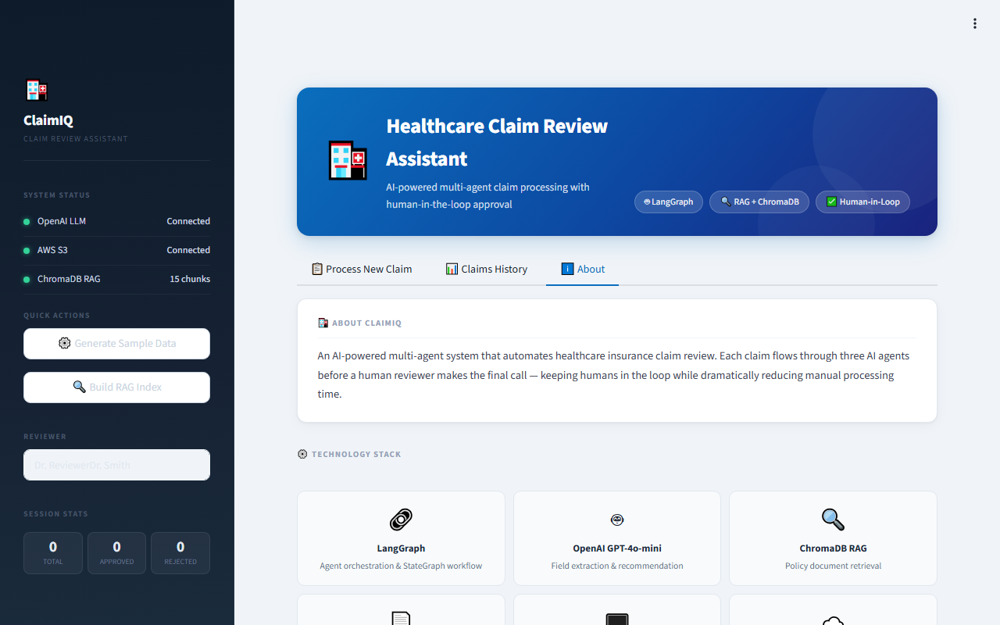 ClaimIQ
CLAIM REVIEW ASSISTANT
SYSTEM STATUS
OpenAI LLM Connected
AWS S3 Connected
ChromaDB RAG 15 chunks
QUICK ACTIONS
Generate Sample Data
Build RAG Index
REVIEWER
Dr. ReviewerDr. Smith
SESSION STATS
0 0 0
TOTAL APPROVED REJECTED
Healthcare Claim Review
Assistant
AI-powered multi-agent claim processing with
human-in-the-loop approval
LangGraph RAG + ChromaDB Human-in-Loop
Process New Claim Claims History About
ABOUT CLAIMIQ
An AI-powered multi-agent system that automates healthcare insurance claim review. Each claim flows through three AI agents
before a human reviewer makes the final call — keeping humans in the loop while dramatically reducing manual processing
time.
TECHNOLOGY STACK
LangGraph
Agent orchestration & StateGraph workflow
OpenAI GPT-4o-mini
Field extraction & recommendation
ChromaDB RAG
Policy document retrieval